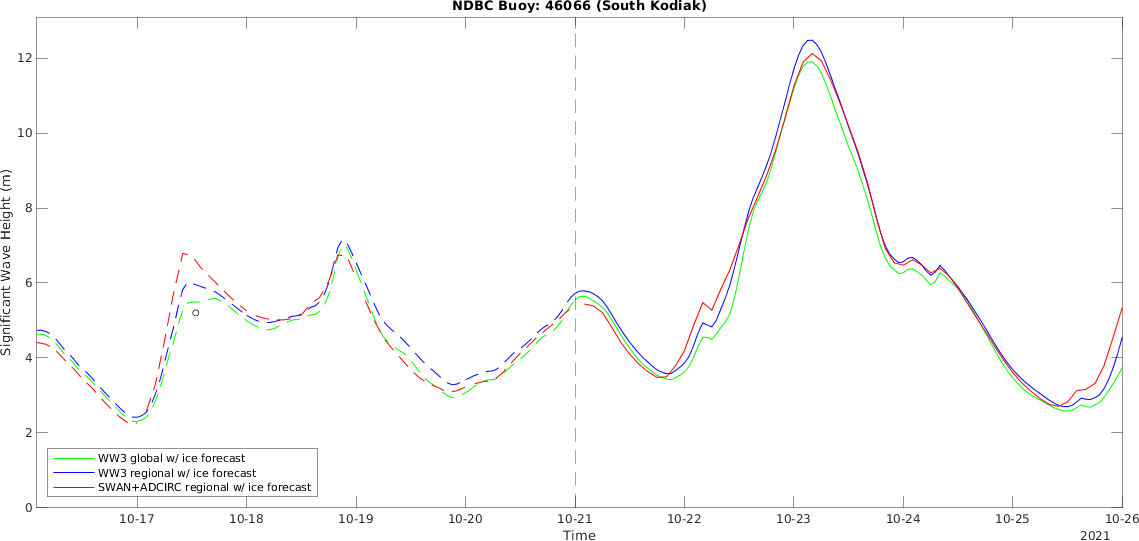 NDBC Buoy: 46066 (South Kodiak)
Significant Wave Height (m)
12
10
8
6
4
2
0
WW3 global w/ ice forecast
WW3 regional w/ ice forecast
SWAN+ADCIRC regional w/ ice forecast
10-17 10-18 10-19 10-20 10-21 10-22 10-23 10-24 10-25 10-26
Time
2021